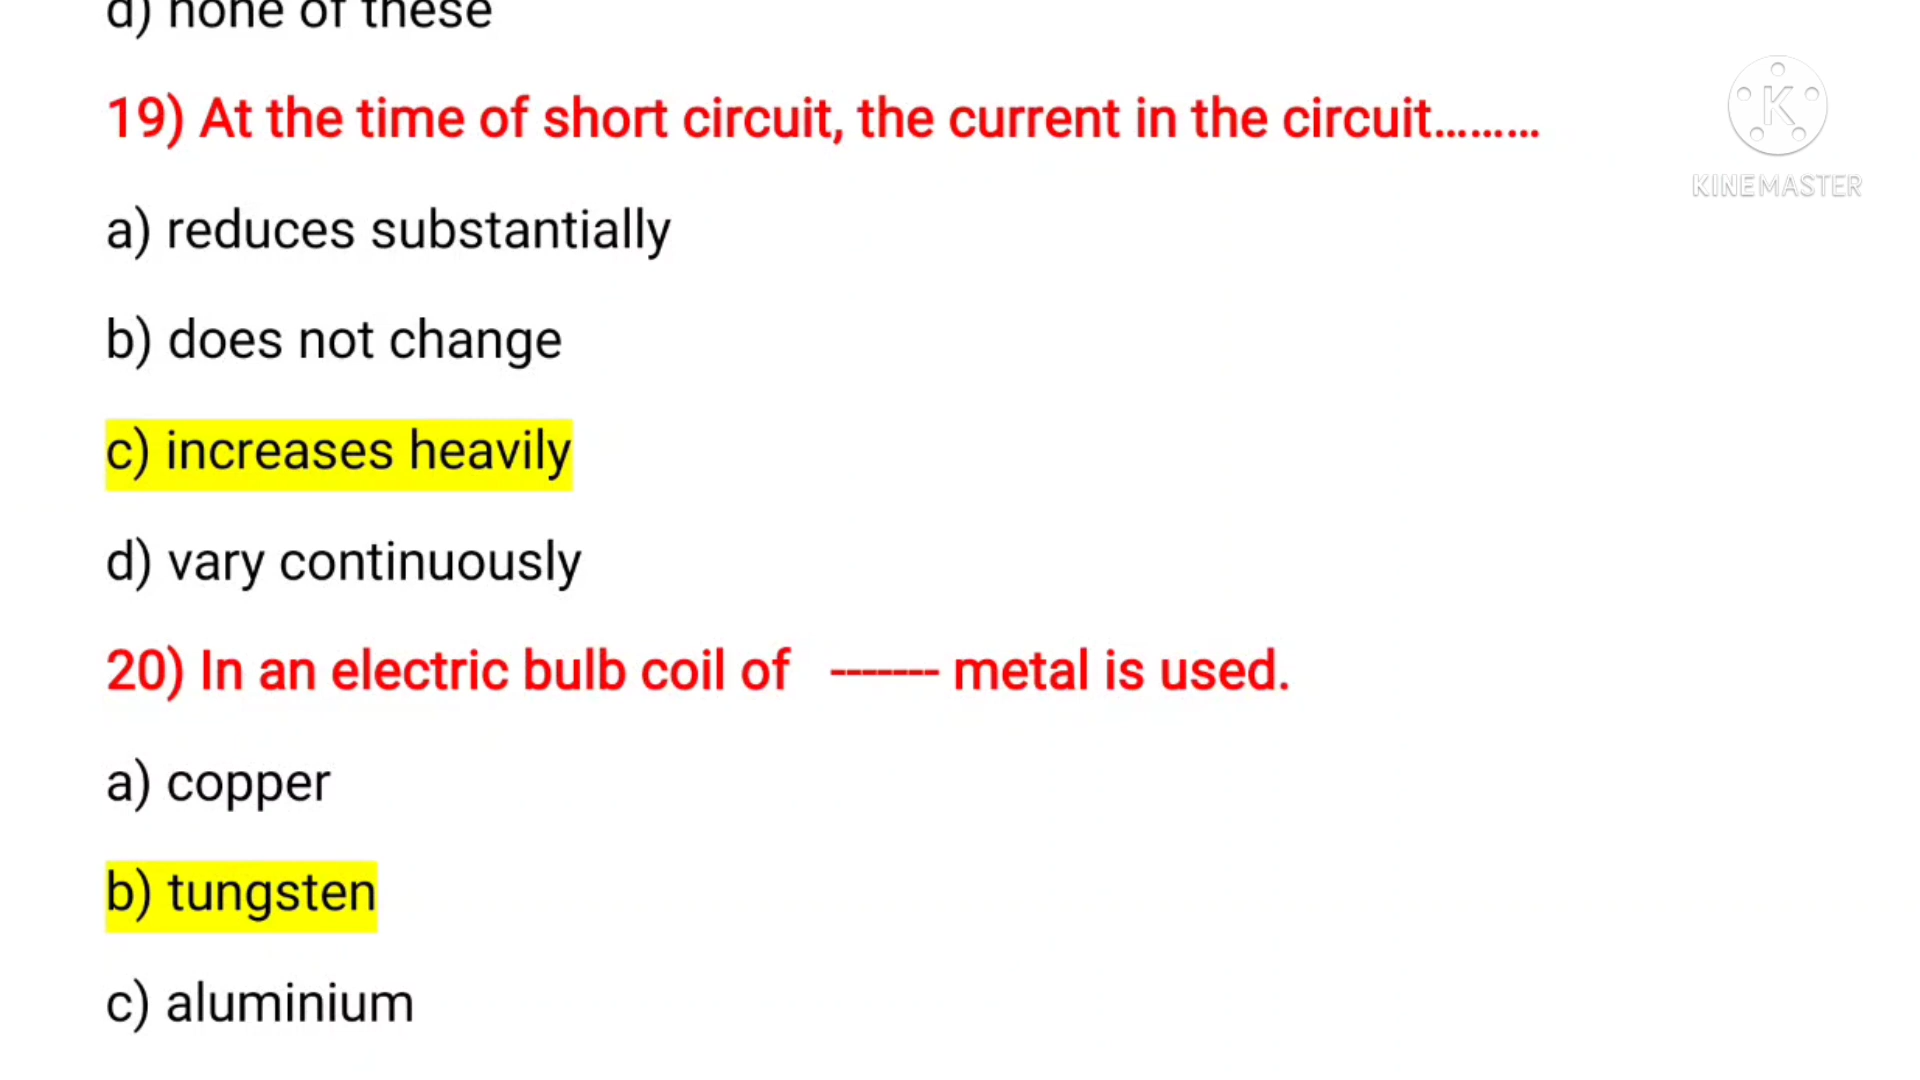 d) none of these
19) At the time of short circuit, the current in the circuit.........
K
KINEMASTER
a) reduces substantially
b) does not change
c) increases heavily
d) vary continuously
20) In an electric bulb coil of ------- metal is used.
a) copper
b) tungsten
c) aluminium